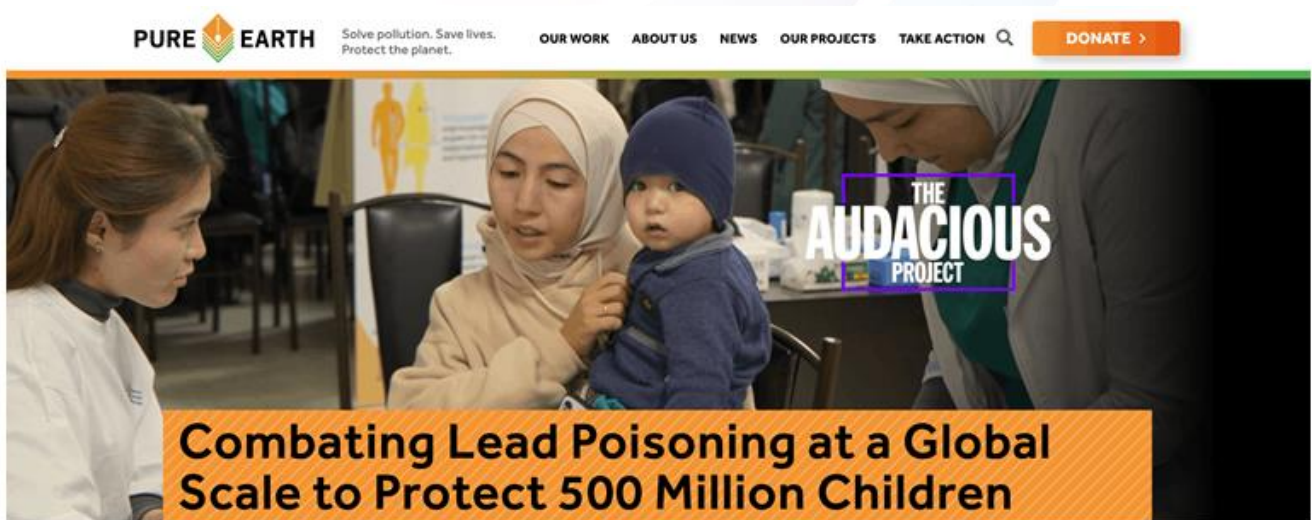 PURE EARTH
Solve pollution. Save lives.
Protect the planet.
OUR WORK ABOUT US NEWS OUR PROJECTS TAKE ACTION DONATE >
THE
AUDACIOUS
PROJECT
Combating Lead Poisoning at a Global
Scale to Protect 500 Million Children